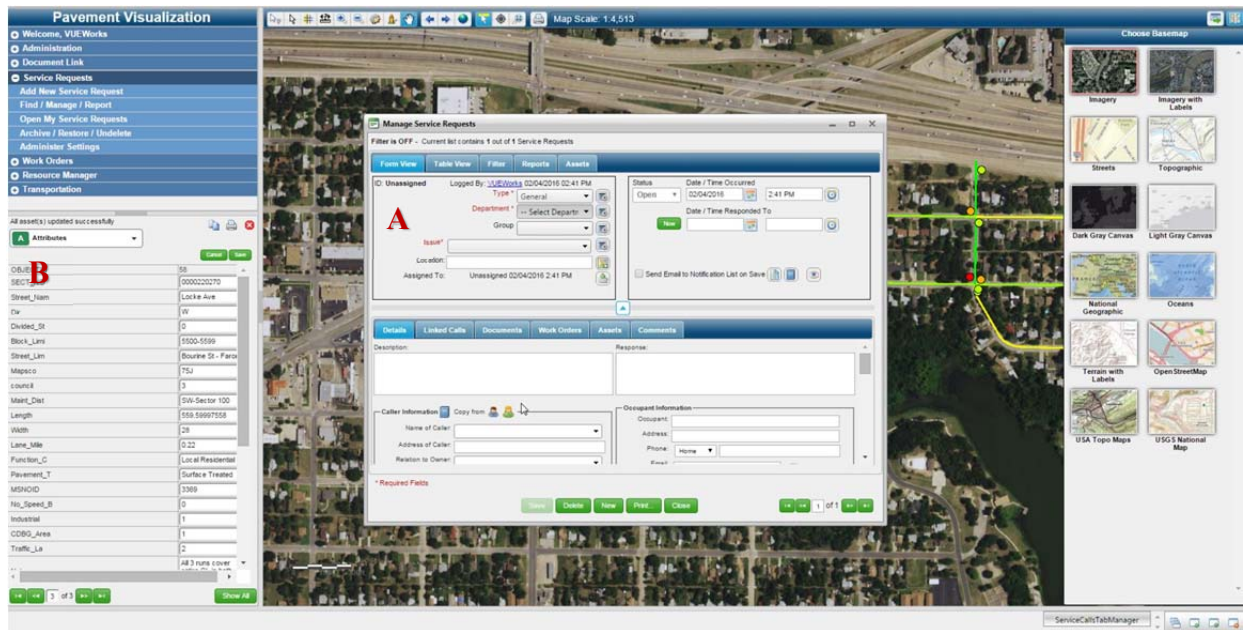 Pavement Visualization
Map Scale: 1:4,513
Welcome, VUEWorks
Administration
Document Link
Service Requests
Add New Service Request
Find / Manage / Report
Open My Service Requests
Archive / Restore / Undelete
Administer Settings
Work Orders
Resource Manager
Transportation
All asset(s) updated successfully
A Attributes
Cancel Save
B
58
0000220270
Street_Nam Locke Ave
Dir W
Divided_St 0
Block_Limi 5500-5599
Street_Lim Bourine St - Faro
Mapsco 75J
council 3
Maint_Dist SW-Sector 100
Length 559.59997558
Width 28
Lane_Mile 0.22
Function_C Local Residential
Pavement_T Surface Treated
MSNOID 3369
No_Speed_B 0
Industrial 1
CDBG_Area 1
Traffic_La 2
All 3 runs cover
3 of 3 Show All
Manage Service Requests
Filter is OFF - Current list contains 1 out of 1 Service Requests
Form View Table View Filter Reports Assets
ID: Unassigned Logged By: VUEWorks 02/04/2016 02:41 PM
A
Type * General
Department * -- Select Departm
Group
Issue*
Location:
Assigned To: Unassigned 02/04/2016 2:41 PM
Status Date / Time Occurred
Open 02/04/2016 2:41 PM
Date / Time Responded To
Now
Send Email to Notification List on Save
Details Linked Calls Documents Work Orders Assets Comments
Description: Response:
Caller Information Copy from
Name of Caller:
Address of Caller:
Relation to Owner:
Occupant Information
Occupant:
Address:
Phone: Home
Email:
* Required Fields
Save Delete New Print... Close
1 of 1
Choose Basemap
Imagery
Imagery with Labels
Streets
Topographic
Dark Gray Canvas
Light Gray Canvas
National Geographic
Oceans
Terrain with Labels
OpenStreetMap
USA Topo Maps
USGS National Map
ServiceCallsTabManager